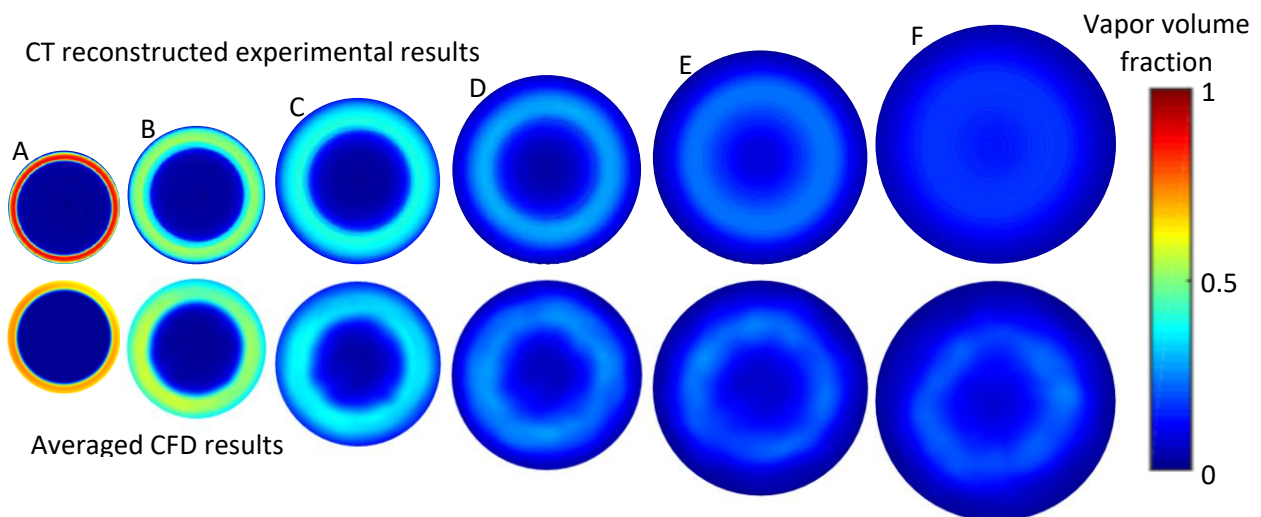 CT reconstructed experimental results
A
B
C
D
E
F
Vapor volume
fraction
1
0.5
0
Averaged CFD results